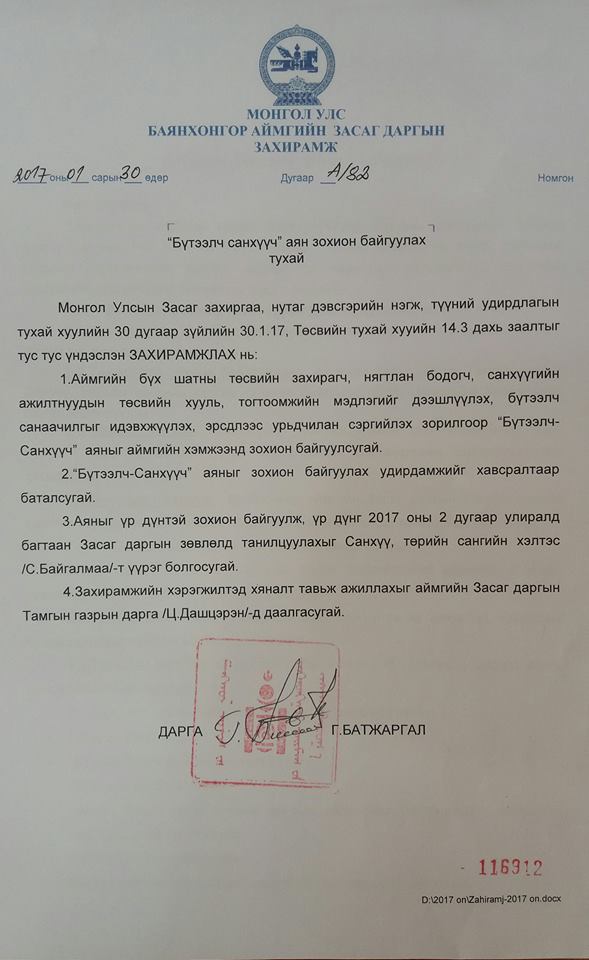 МОНГОЛ УЛС
БАЯНХОНГОР АЙМГИЙН ЗАСАГ ДАРГЫН
ЗАХИРАМЖ
2017 оны 01 сарын 30 өдөр Дугаар А/32 Номгон
“Бүтээлч санхүүч” аян зохион байгуулах
тухай
Монгол Улсын Засаг захиргаа, нутаг дэвсгэрийн нэгж, түүний удирдлагын
тухай хуулийн 30 дугаар зүйлийн 30.1.17, Төсвийн тухай хууийн 14.3 дахь заалтыг
тус тус үндэслэн ЗАХИРАМЖЛАХ нь:
1.Аймгийн бүх шатны төсвийн захирагч, нягтлан бодогч, санхүүгийн
ажилтнуудын төсвийн хууль, тогтоомжийн мэдлэгийг дээшлүүлэх, бүтээлч
санаачилгыг идэвхжүүлэх, эрсдлээс урьдчилан сэргийлэх зорилгоор “Бүтээлч-
Санхүүч” аяныг аймгийн хэмжээнд зохион байгуулсугай.
2.“Бүтээлч-Санхүүч” аяныг зохион байгуулах удирдамжийг хавсралтаар
баталсугай.
3.Аяныг үр дүнтэй зохион байгуулж, үр дүнг 2017 оны 2 дугаар улиралд
багтаан Засаг даргын зөвлөлд танилцуулахыг Санхүү, төрийн сангийн хэлтэс
/С.Байгалмаа/-т үүрэг болгосугай.
4.Захирамжийн хэрэгжилтэд хяналт тавьж ажиллахыг аймгийн Засаг даргын
Тамгын газрын дарга /Ц.Дашцэрэн/-д даалгасугай.
ДАРГА Г.БАТЖАРГАЛ
116912
D:\2017 on\Zahiramj-2017 on.docx